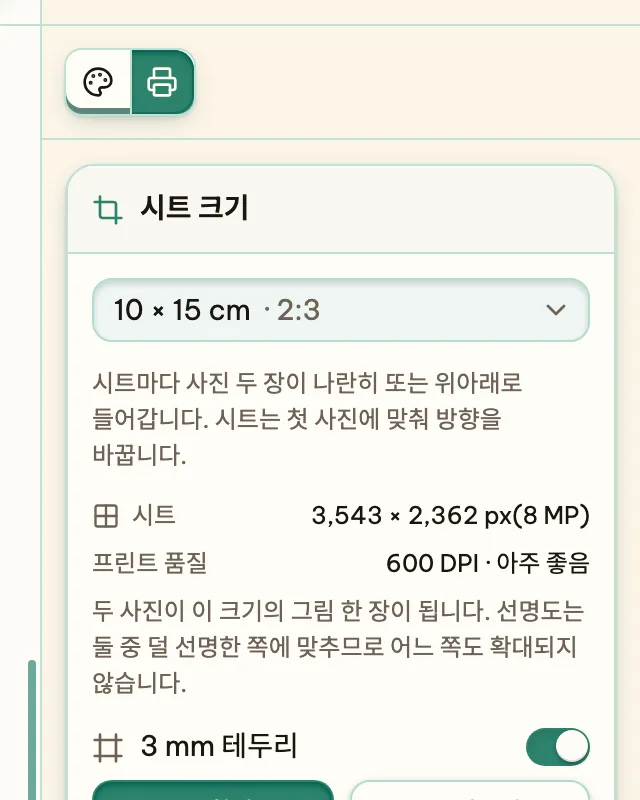 시트 크기
10 × 15 cm · 2:3
시트마다 사진 두 장이 나란히 또는 위아래로
들어갑니다. 시트는 첫 사진에 맞춰 방향을
바꿉니다.
시트 3,543 × 2,362 px(8 MP)
프린트 품질 600 DPI · 아주 좋음
두 사진이 이 크기의 그림 한 장이 됩니다. 선명도는
둘 중 덜 선명한 쪽에 맞추므로 어느 쪽도 확대되지
않습니다.
3 mm 테두리